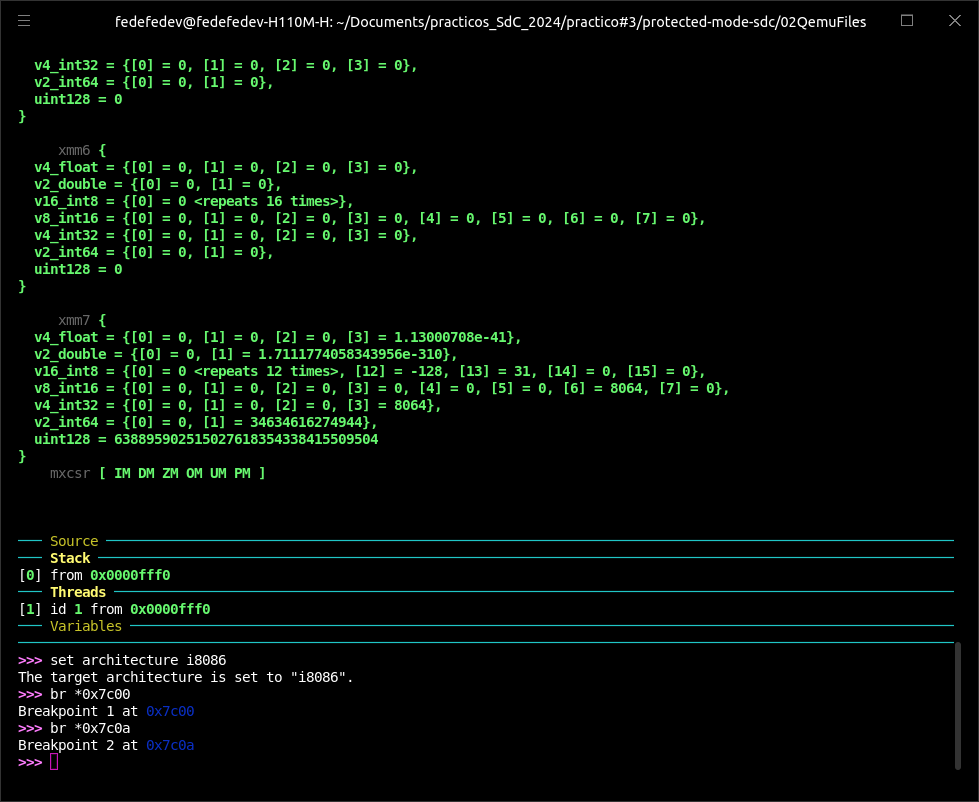 fedefedev@fedefedev-H110M-H: ~/Documents/practicos_SdC_2024/practico#3/protected-mode-sdc/02QemuFiles
v4_int32 = {[0] = 0, [1] = 0, [2] = 0, [3] = 0},
v2_int64 = {[0] = 0, [1] = 0},
uint128 = 0
}
xmm6 {
v4_float = {[0] = 0, [1] = 0, [2] = 0, [3] = 0},
v2_double = {[0] = 0, [1] = 0},
v16_int8 = {[0] = 0 <repeats 16 times>},
v8_int16 = {[0] = 0, [1] = 0, [2] = 0, [3] = 0, [4] = 0, [5] = 0, [6] = 0, [7] = 0},
v4_int32 = {[0] = 0, [1] = 0, [2] = 0, [3] = 0},
v2_int64 = {[0] = 0, [1] = 0},
uint128 = 0
}
xmm7 {
v4_float = {[0] = 0, [1] = 0, [2] = 0, [3] = 1.13000708e-41},
v2_double = {[0] = 0, [1] = 1.7111774058343956e-310},
v16_int8 = {[0] = 0 <repeats 12 times>, [12] = -128, [13] = 31, [14] = 0, [15] = 0},
v8_int16 = {[0] = 0, [1] = 0, [2] = 0, [3] = 0, [4] = 0, [5] = 0, [6] = 8064, [7] = 0},
v4_int32 = {[0] = 0, [1] = 0, [2] = 0, [3] = 8064},
v2_int64 = {[0] = 0, [1] = 34634616274944},
uint128 = 638895902515027618354338415509504
}
mxcsr [ IM DM ZM OM UM PM ]
Source
Stack
[0] from 0x0000fff0
Threads
[1] id 1 from 0x0000fff0
Variables
>>> set architecture i8086
The target architecture is set to "i8086".
>>> br *0x7c00
Breakpoint 1 at 0x7c00
>>> br *0x7c0a
Breakpoint 2 at 0x7c0a
>>>